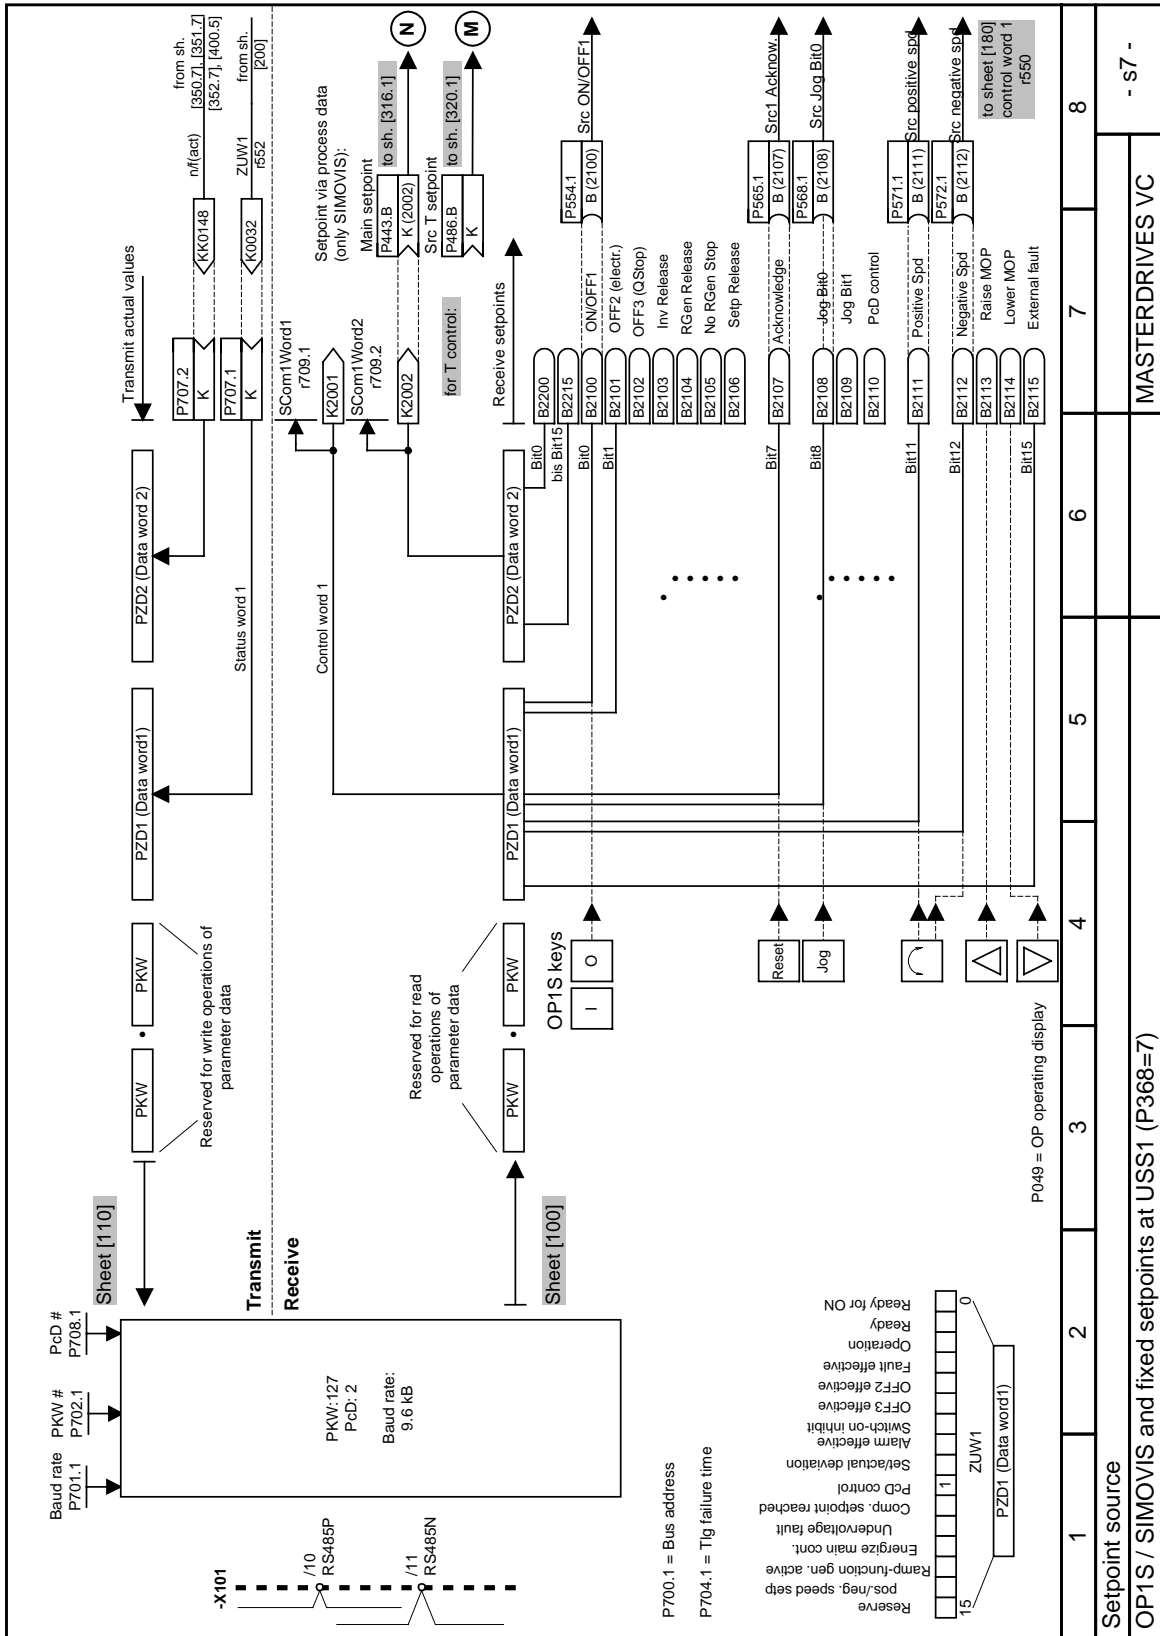 Baud rate
P701.1
PKW #
P702.1
PcD #
P708.1
-X101
/10
RS485P
/11
RS485N
PKW:127
PcD: 2
Baud rate:
9.6 kB
Sheet [110]
Transmit
Receive
Sheet [100]
PKW
PKW
Reserved for write operations of
parameter data
PZD1 (Data word1)
PZD2 (Data word 2)
Transmit actual values
P707.2
K
KK0148
n/f(act)
from sh.
[350.7], [351.7]
[352.7], [400.5]
P707.1
K
K0032
ZUW1
r552
from sh.
[200]
Status word 1
Control word 1
SCom1Word1
r709.1
K2001
SCom1Word2
r709.2
K2002
Setpoint via process data
(only SIMOVIS):
Main setpoint
P443.B
K (2002)
to sh. [316.1]
N
for T control:
Src T setpoint
P486.B
K
to sh. [320.1]
M
PKW
PKW
Reserved for read
operations of
parameter data
PZD1 (Data word1)
PZD2 (Data word 2)
Receive setpoints
Bit0
B2200
bis Bit15
B2215
Bit0
B2100
ON/OFF1
P554.1
B (2100)
Src ON/OFF1
Bit1
B2101
OFF2 (electr.)
B2102
OFF3 (QStop)
B2103
Inv Release
B2104
RGen Release
B2105
No RGen Stop
B2106
Setp Release
Bit7
B2107
Acknowledge
P565.1
B (2107)
Src1 Acknow.
Bit8
B2108
Jog Bit0
P568.1
B (2108)
Src Jog Bit0
B2109
Jog Bit1
B2110
PcD control
Bit11
B2111
Positive Spd
P571.1
B (2111)
Src positive spd
Bit12
B2112
Negative Spd
P572.1
B (2112)
Src negative spd
B2113
Raise MOP
B2114
Lower MOP
Bit15
B2115
External fault
to sheet [180]
control word 1
r550
OP1S keys
I
O
Reset
Jog
P049 = OP operating display
P700.1 = Bus address
P704.1 = Tlg failure time
Reserve
pos./neg. speed setp
Ramp-function gen. active
Energize main cont.
Undervoltage fault
Comp. setpoint reached
PcD control
Set/actual deviation
Alarm effective
Switch-on inhibit
OFF3 effective
OFF2 effective
Fault effective
Operation
Ready
Ready for ON
1
15
ZUW1
0
PZD1 (Data word1)
1
2
3
4
5
6
7
8
Setpoint source
- s7 -
OP1S / SIMOVIS and fixed setpoints at USS1 (P368=7)
MASTERDRIVES VC